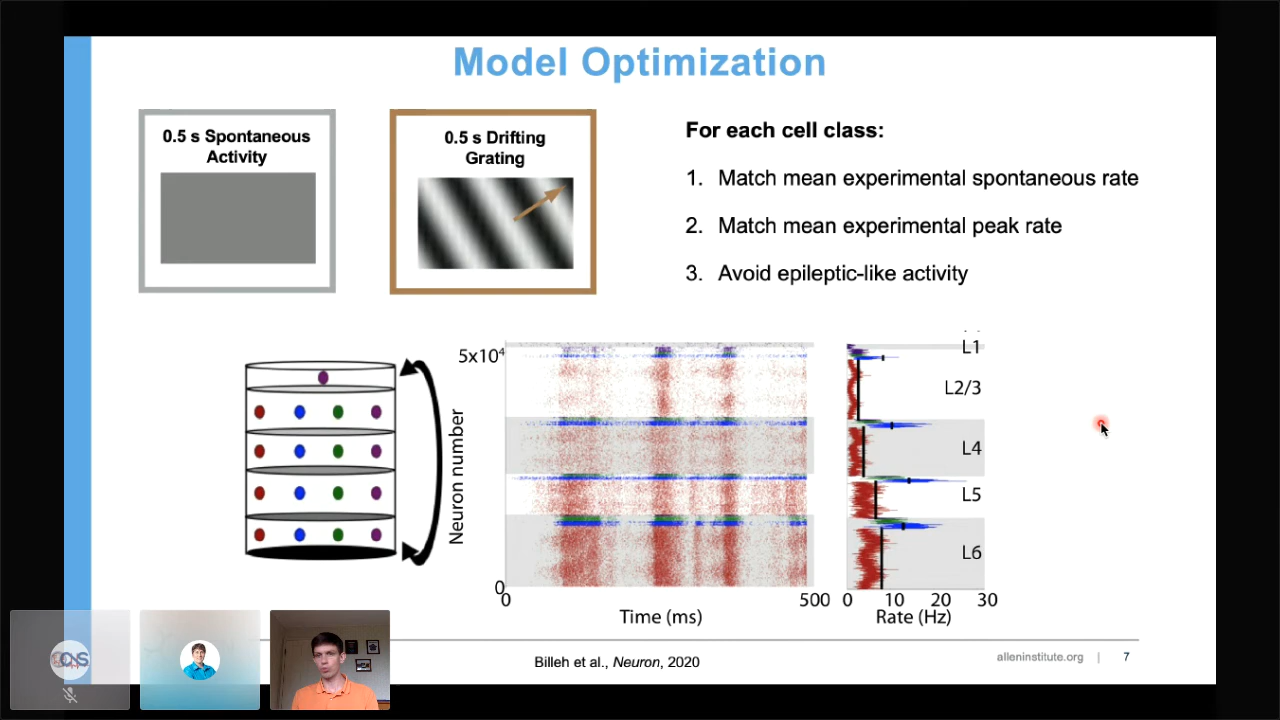 Model Optimization
0.5 s Spontaneous
Activity
0.5 s Drifting
Grating
For each cell class:
1. Match mean experimental spontaneous rate
2. Match mean experimental peak rate
3. Avoid epileptic-like activity
5x10⁴
Neuron number
0
0
500
Time (ms)
L1
L2/3
L4
L5
L6
0 10 20 30
Rate (Hz)
Billeh et al., Neuron, 2020
alleninstitute.org | 7